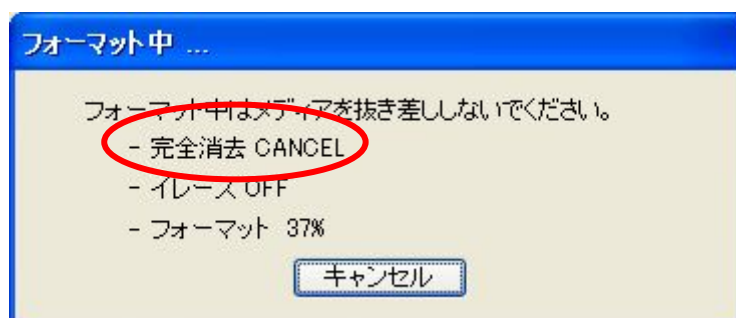 フォーマット中 ...
フォーマット中はメディアを抜き差ししないでください。
- 完全消去 CANCEL
- イレーズ OFF
- フォーマット 37%
キャンセル